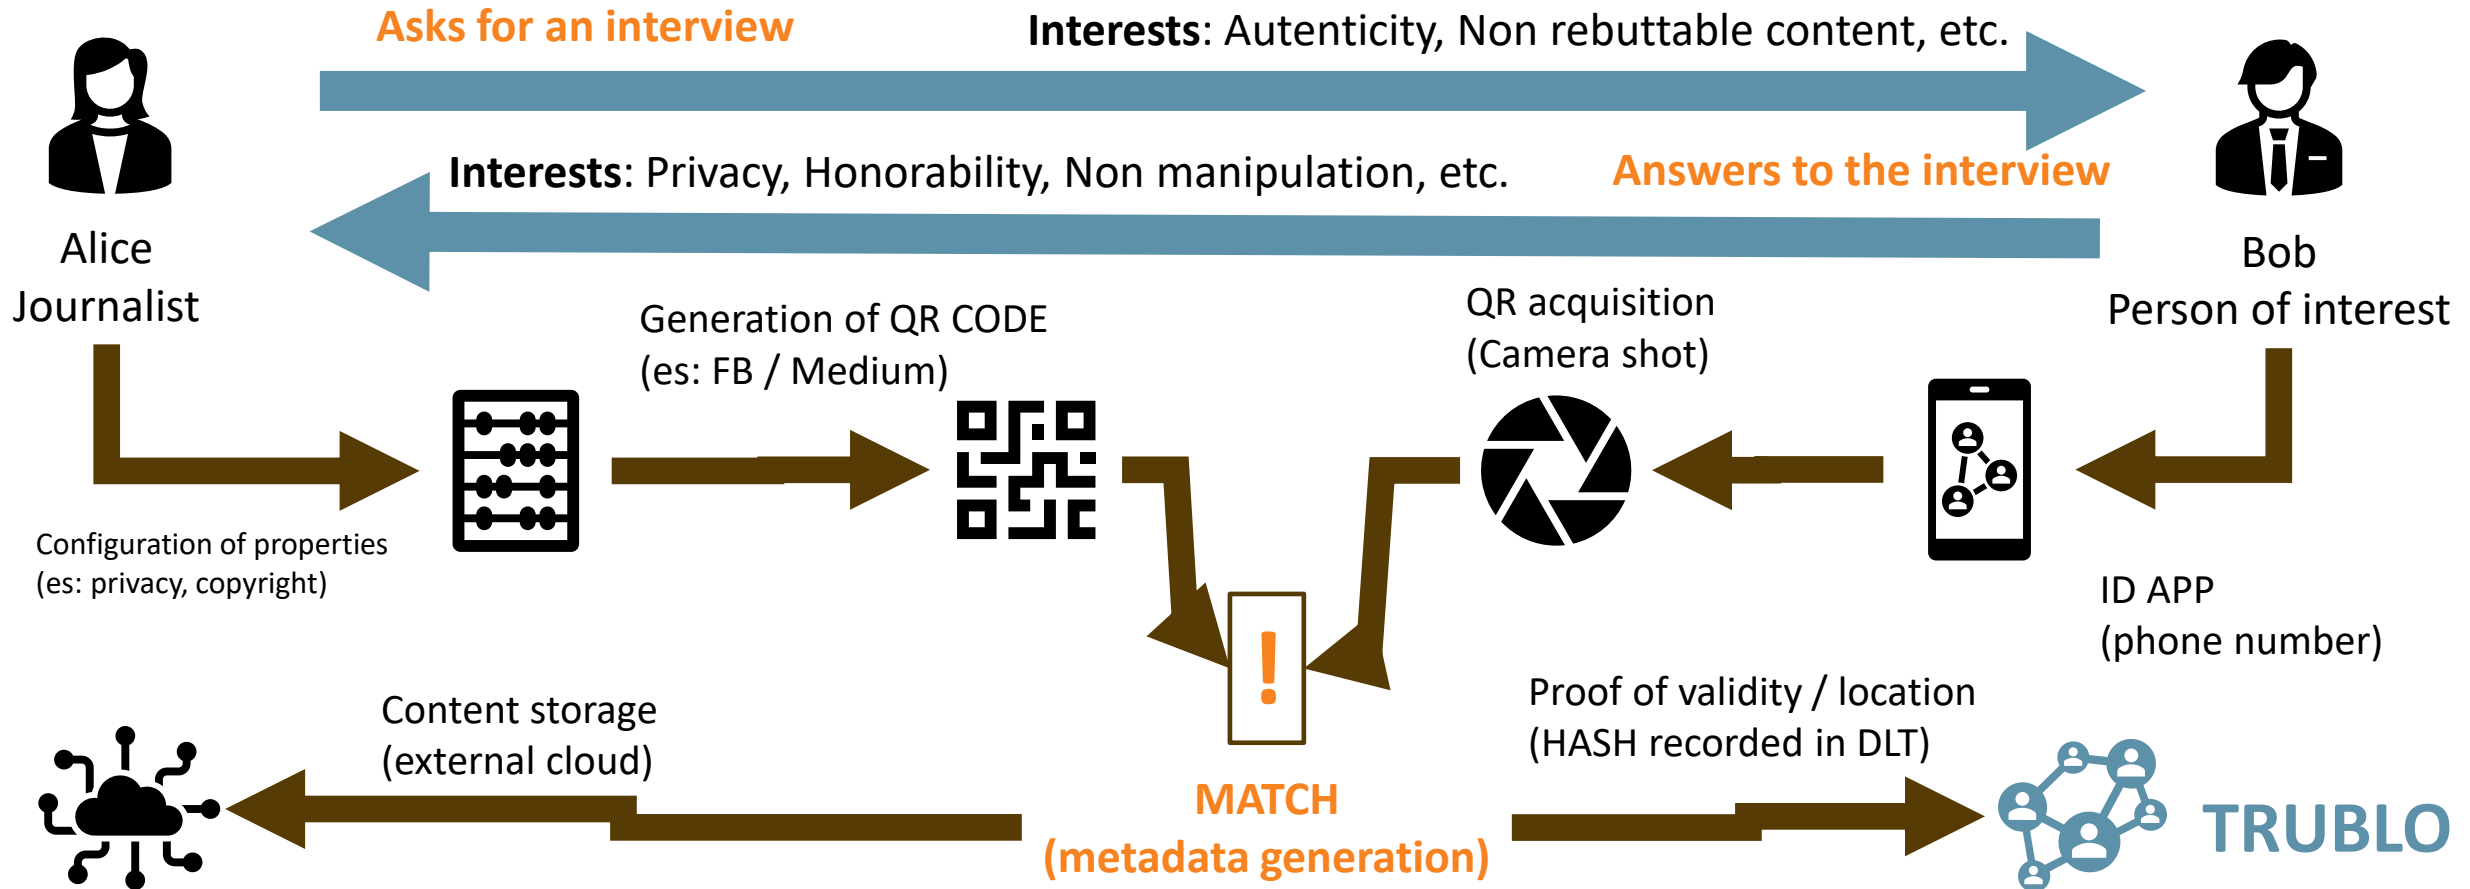 Asks for an interview
Interests: Autenticity, Non rebuttable content, etc.
Interests: Privacy, Honorability, Non manipulation, etc.
Answers to the interview
Alice
Journalist
Bob
Person of interest
Generation of QR CODE
(es: FB / Medium)
QR acquisition
(Camera shot)
Configuration of properties
(es: privacy, copyright)
ID APP
(phone number)
!
Content storage
(external cloud)
Proof of validity / location
(HASH recorded in DLT)
MATCH
(metadata generation)
TRUBLO